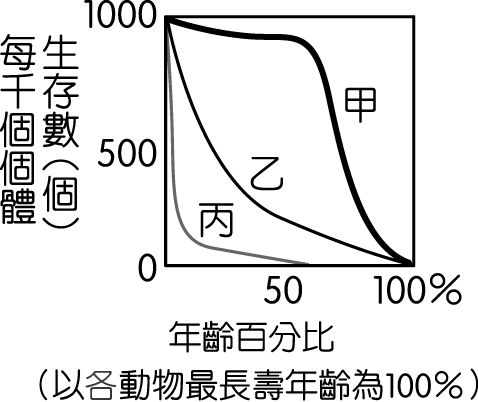 1000
500
0
生存數（個）
每千個個體
甲
乙
丙
50
100%
年齡百分比
（以各動物最長壽年齡為100%）